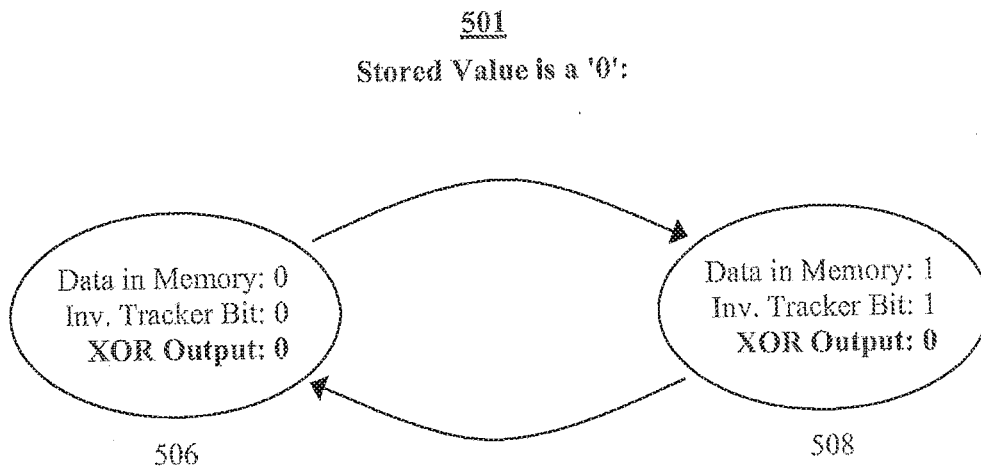 501
Stored Value is a '0':
Data in Memory: 0
Inv. Tracker Bit: 0
XOR Output: 0
506
Data in Memory: 1
Inv. Tracker Bit: 1
XOR Output: 0
508